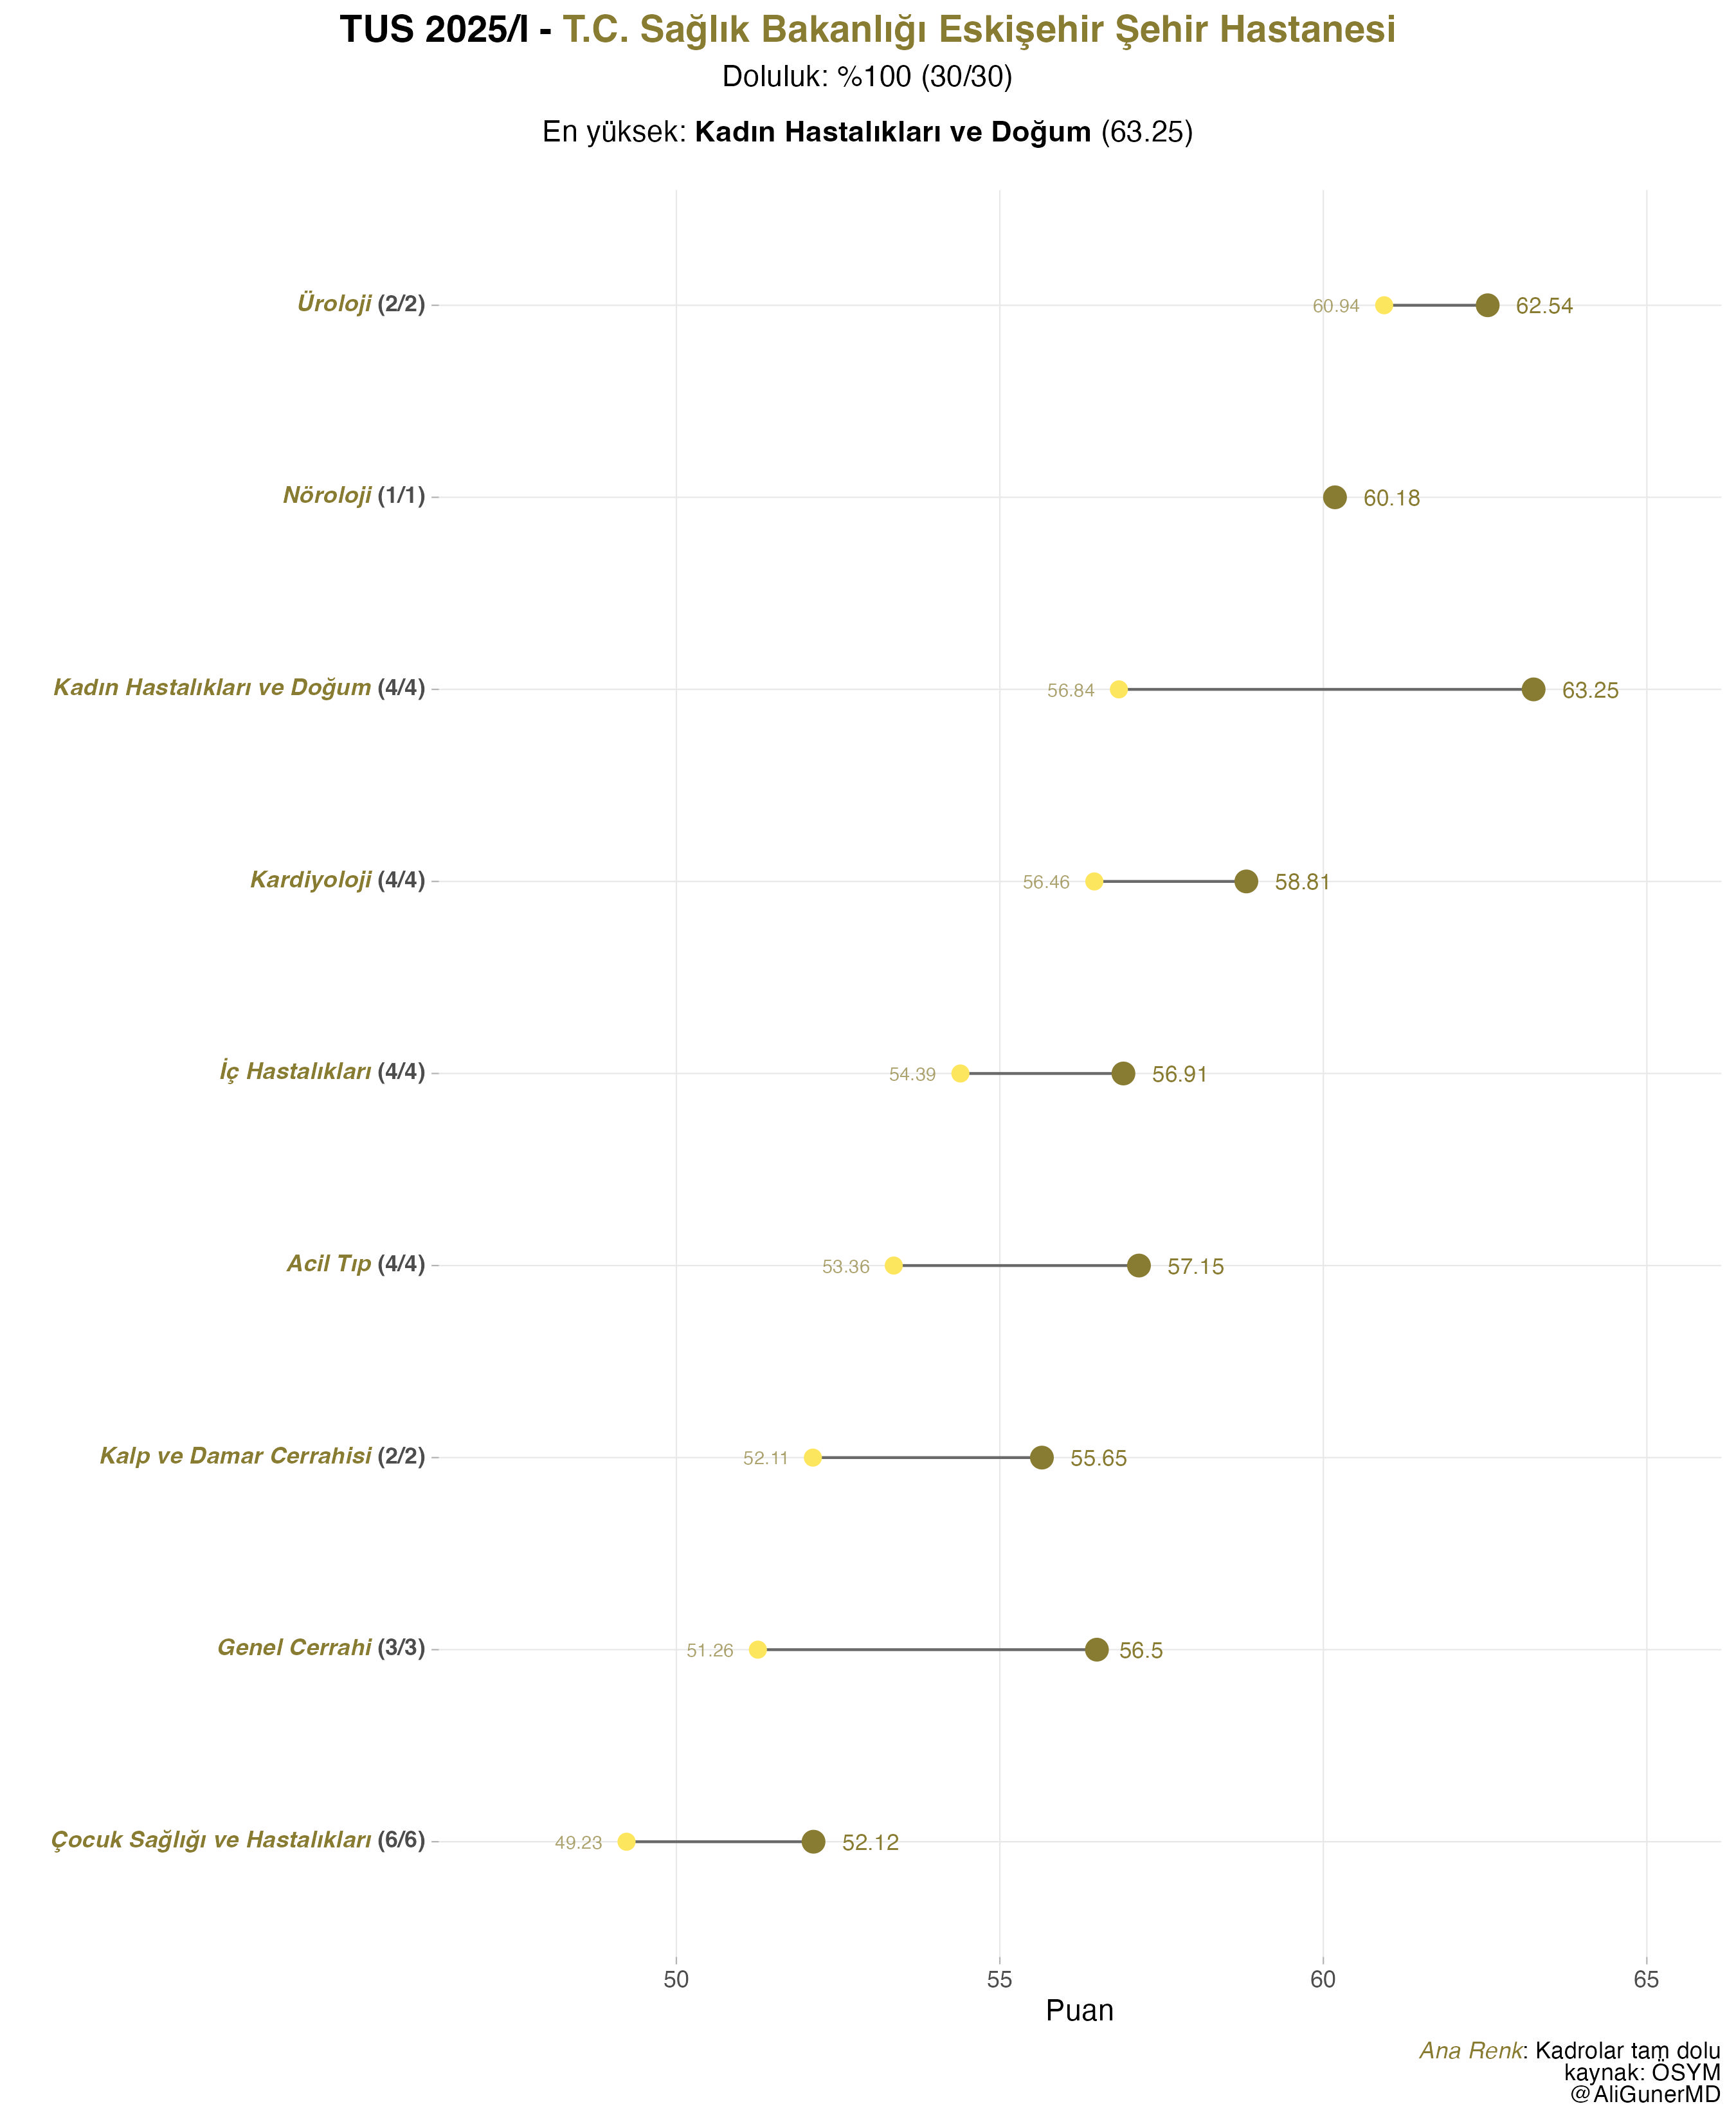 TUS 2025/I - T.C. Sağlık Bakanlığı Eskişehir Şehir Hastanesi
Doluluk: %100 (30/30)
En yüksek: Kadın Hastalıkları ve Doğum (63.25)
Üroloji (2/2) 60.94 62.54
Nöroloji (1/1) 60.18
Kadın Hastalıkları ve Doğum (4/4) 56.84 63.25
Kardiyoloji (4/4) 56.46 58.81
İç Hastalıkları (4/4) 54.39 56.91
Acil Tıp (4/4) 53.36 57.15
Kalp ve Damar Cerrahisi (2/2) 52.11 55.65
Genel Cerrahi (3/3) 51.26 56.5
Çocuk Sağlığı ve Hastalıkları (6/6) 49.23 52.12
50 55 60 65
Puan
Ana Renk: Kadrolar tam dolu
kaynak: ÖSYM
@AliGunerMD